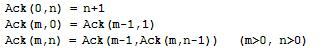 Ack(0,n) = n+1
Ack(m,0) = Ack(m-1,1)
Ack(m,n) = Ack(m-1,Ack(m,n-1)) (m>0, n>0)